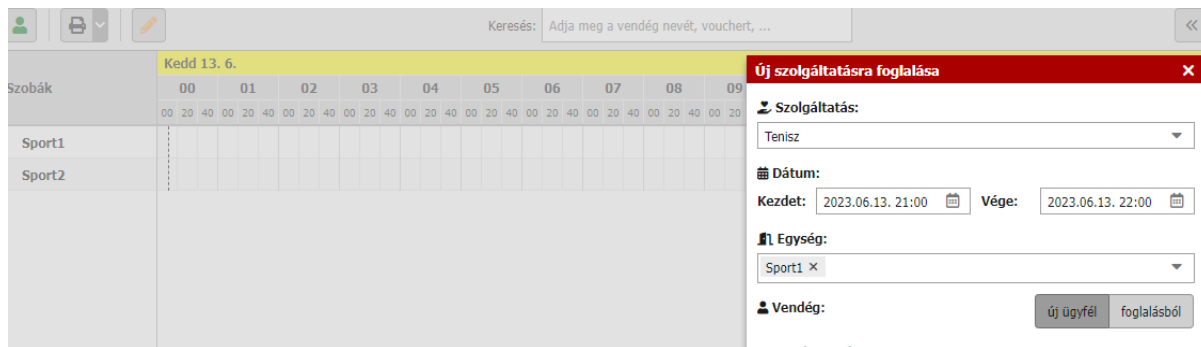 Keresés: Adja meg a vendég nevét, vouchert, ...
Szobák
Kedd 13. 6.
00 01 02 03 04 05 06 07 08 09
00 20 40 00 20 40 00 20 40 00 20 40 00 20 40 00 20 40 00 20 40 00 20 40 00 20 40 00 20
Sport1
Sport2
Új szolgáltatásra foglalása
Szolgáltatás:
Tenisz
Dátum:
Kezdet: 2023.06.13. 21:00 Vége: 2023.06.13. 22:00
Egység:
Sport1 ×
Vendég: új ügyfél foglalásból